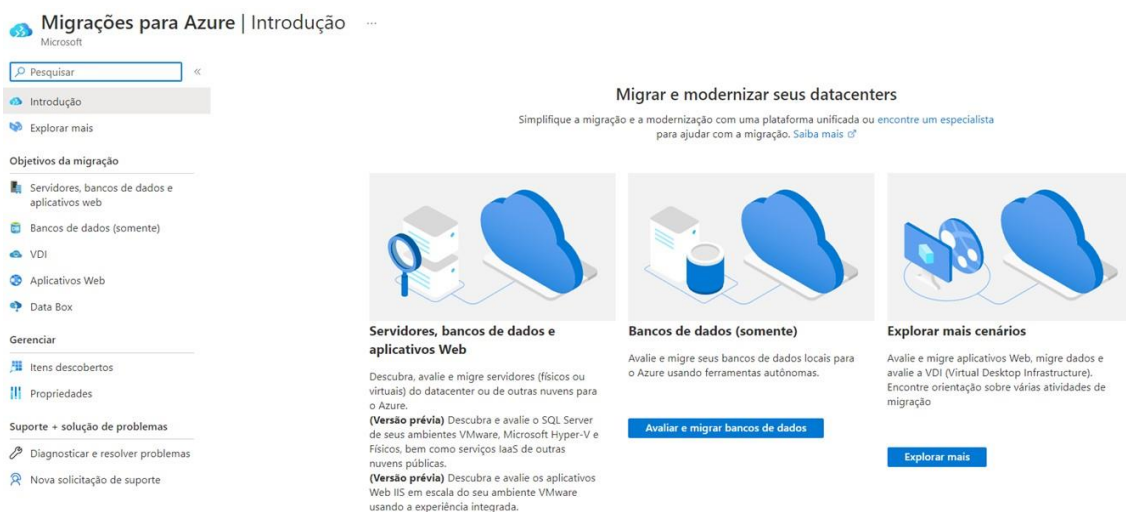 Migrações para Azure | Introdução ...
Microsoft
Pesquisar «
Introdução
Explorar mais
Objetivos da migração
Servidores, bancos de dados e
aplicativos web
Bancos de dados (somente)
VDI
Aplicativos Web
Data Box
Gerenciar
Itens descobertos
Propriedades
Suporte + solução de problemas
Diagnosticar e resolver problemas
Nova solicitação de suporte
Migrar e modernizar seus datacenters
Simplifique a migração e a modernização com uma plataforma unificada ou encontre um especialista
para ajudar com a migração. Saiba mais
Servidores, bancos de dados e
aplicativos Web
Descubra, avalie e migre servidores (físicos ou
virtuais) do datacenter ou de outras nuvens para
o Azure.
(Versão prévia) Descubra e avalie o SQL Server
de seus ambientes VMware, Microsoft Hyper-V e
Físicos, bem como serviços IaaS de outras
nuvens públicas.
(Versão prévia) Descubra e avalie os aplicativos
Web IIS em escala do seu ambiente VMware
usando a experiência integrada.
Bancos de dados (somente)
Avalie e migre seus bancos de dados locais para
o Azure usando ferramentas autônomas.
Avaliar e migrar bancos de dados
Explorar mais cenários
Avalie e migre aplicativos Web, migre dados e
avalie a VDI (Virtual Desktop Infrastructure).
Encontre orientação sobre várias atividades de
migração
Explorar mais